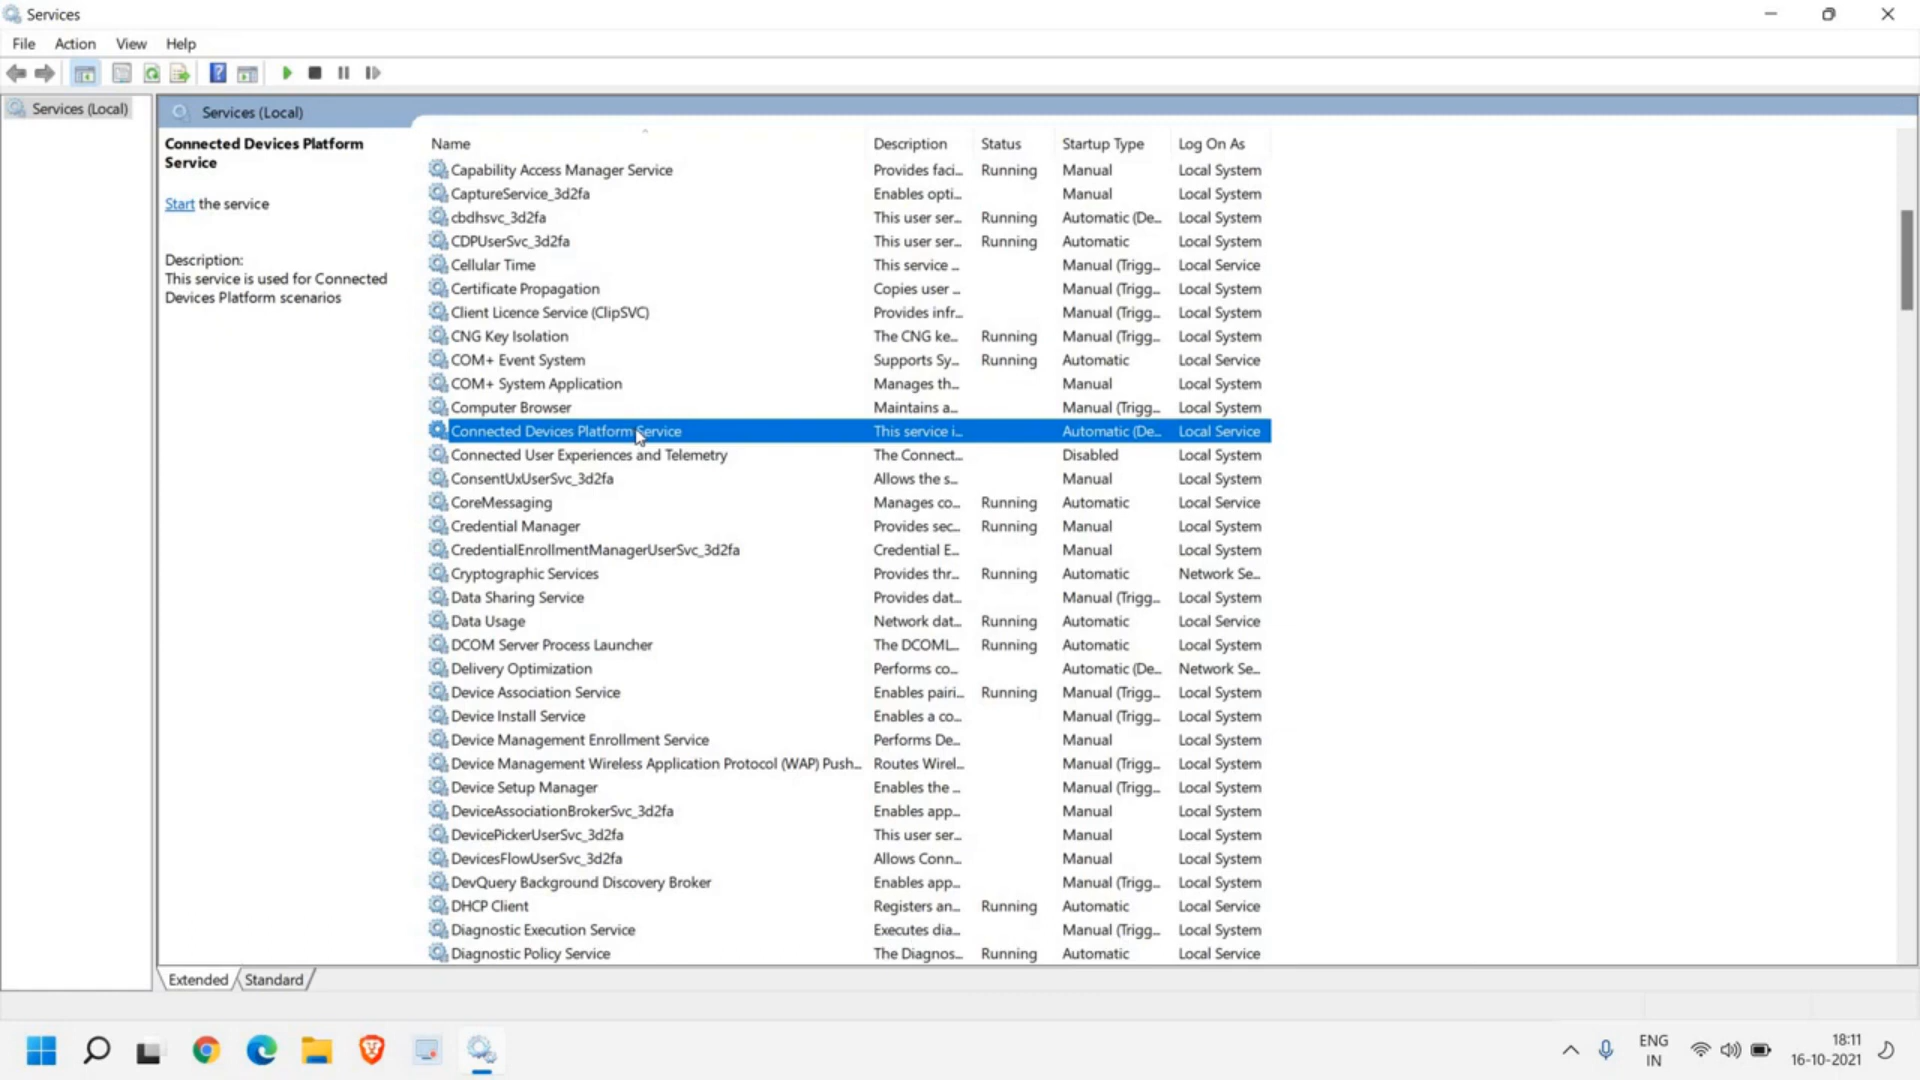 Services
File Action View Help
Services (Local)
Services (Local)
Connected Devices Platform
Service
Start the service
Description:
This service is used for Connected
Devices Platform scenarios
Name Description Status Startup Type Log On As
Capability Access Manager Service Provides faci... Running Manual Local System
CaptureService_3d2fa Enables opti... Manual Local System
cbdhsvc_3d2fa This user ser... Running Automatic (De... Local System
CDPUserSvc_3d2fa This user ser... Running Automatic Local System
Cellular Time This service ... Manual (Trigg... Local Service
Certificate Propagation Copies user ... Manual (Trigg... Local System
Client Licence Service (ClipSVC) Provides infr... Manual (Trigg... Local System
CNG Key Isolation The CNG ke... Running Manual (Trigg... Local System
COM+ Event System Supports Sy... Running Automatic Local Service
COM+ System Application Manages th... Manual Local System
Computer Browser Maintains a... Manual (Trigg... Local System
Connected Devices Platform Service This service i... Automatic (De... Local Service
Connected User Experiences and Telemetry The Connect... Disabled Local System
ConsentUxUserSvc_3d2fa Allows the s... Manual Local System
CoreMessaging Manages co... Running Automatic Local Service
Credential Manager Provides sec... Running Manual Local System
CredentialEnrollmentManagerUserSvc_3d2fa Credential E... Manual Local System
Cryptographic Services Provides thr... Running Automatic Network Se...
Data Sharing Service Provides dat... Manual (Trigg... Local System
Data Usage Network dat... Running Automatic Local Service
DCOM Server Process Launcher The DCOML... Running Automatic Local System
Delivery Optimization Performs co... Automatic (De... Network Se...
Device Association Service Enables pairi... Running Manual (Trigg... Local System
Device Install Service Enables a co... Manual (Trigg... Local System
Device Management Enrollment Service Performs De... Manual Local System
Device Management Wireless Application Protocol (WAP) Push... Routes Wirel... Manual (Trigg... Local System
Device Setup Manager Enables the ... Manual (Trigg... Local System
DeviceAssociationBrokerSvc_3d2fa Enables app... Manual Local System
DevicePickerUserSvc_3d2fa This user ser... Manual Local System
DevicesFlowUserSvc_3d2fa Allows Conn... Manual Local System
DevQuery Background Discovery Broker Enables app... Manual (Trigg... Local System
DHCP Client Registers an... Running Automatic Local Service
Diagnostic Execution Service Executes dia... Manual (Trigg... Local System
Diagnostic Policy Service The Diagnos... Running Automatic Local Service
Extended Standard
ENG
IN
18:11
16-10-2021